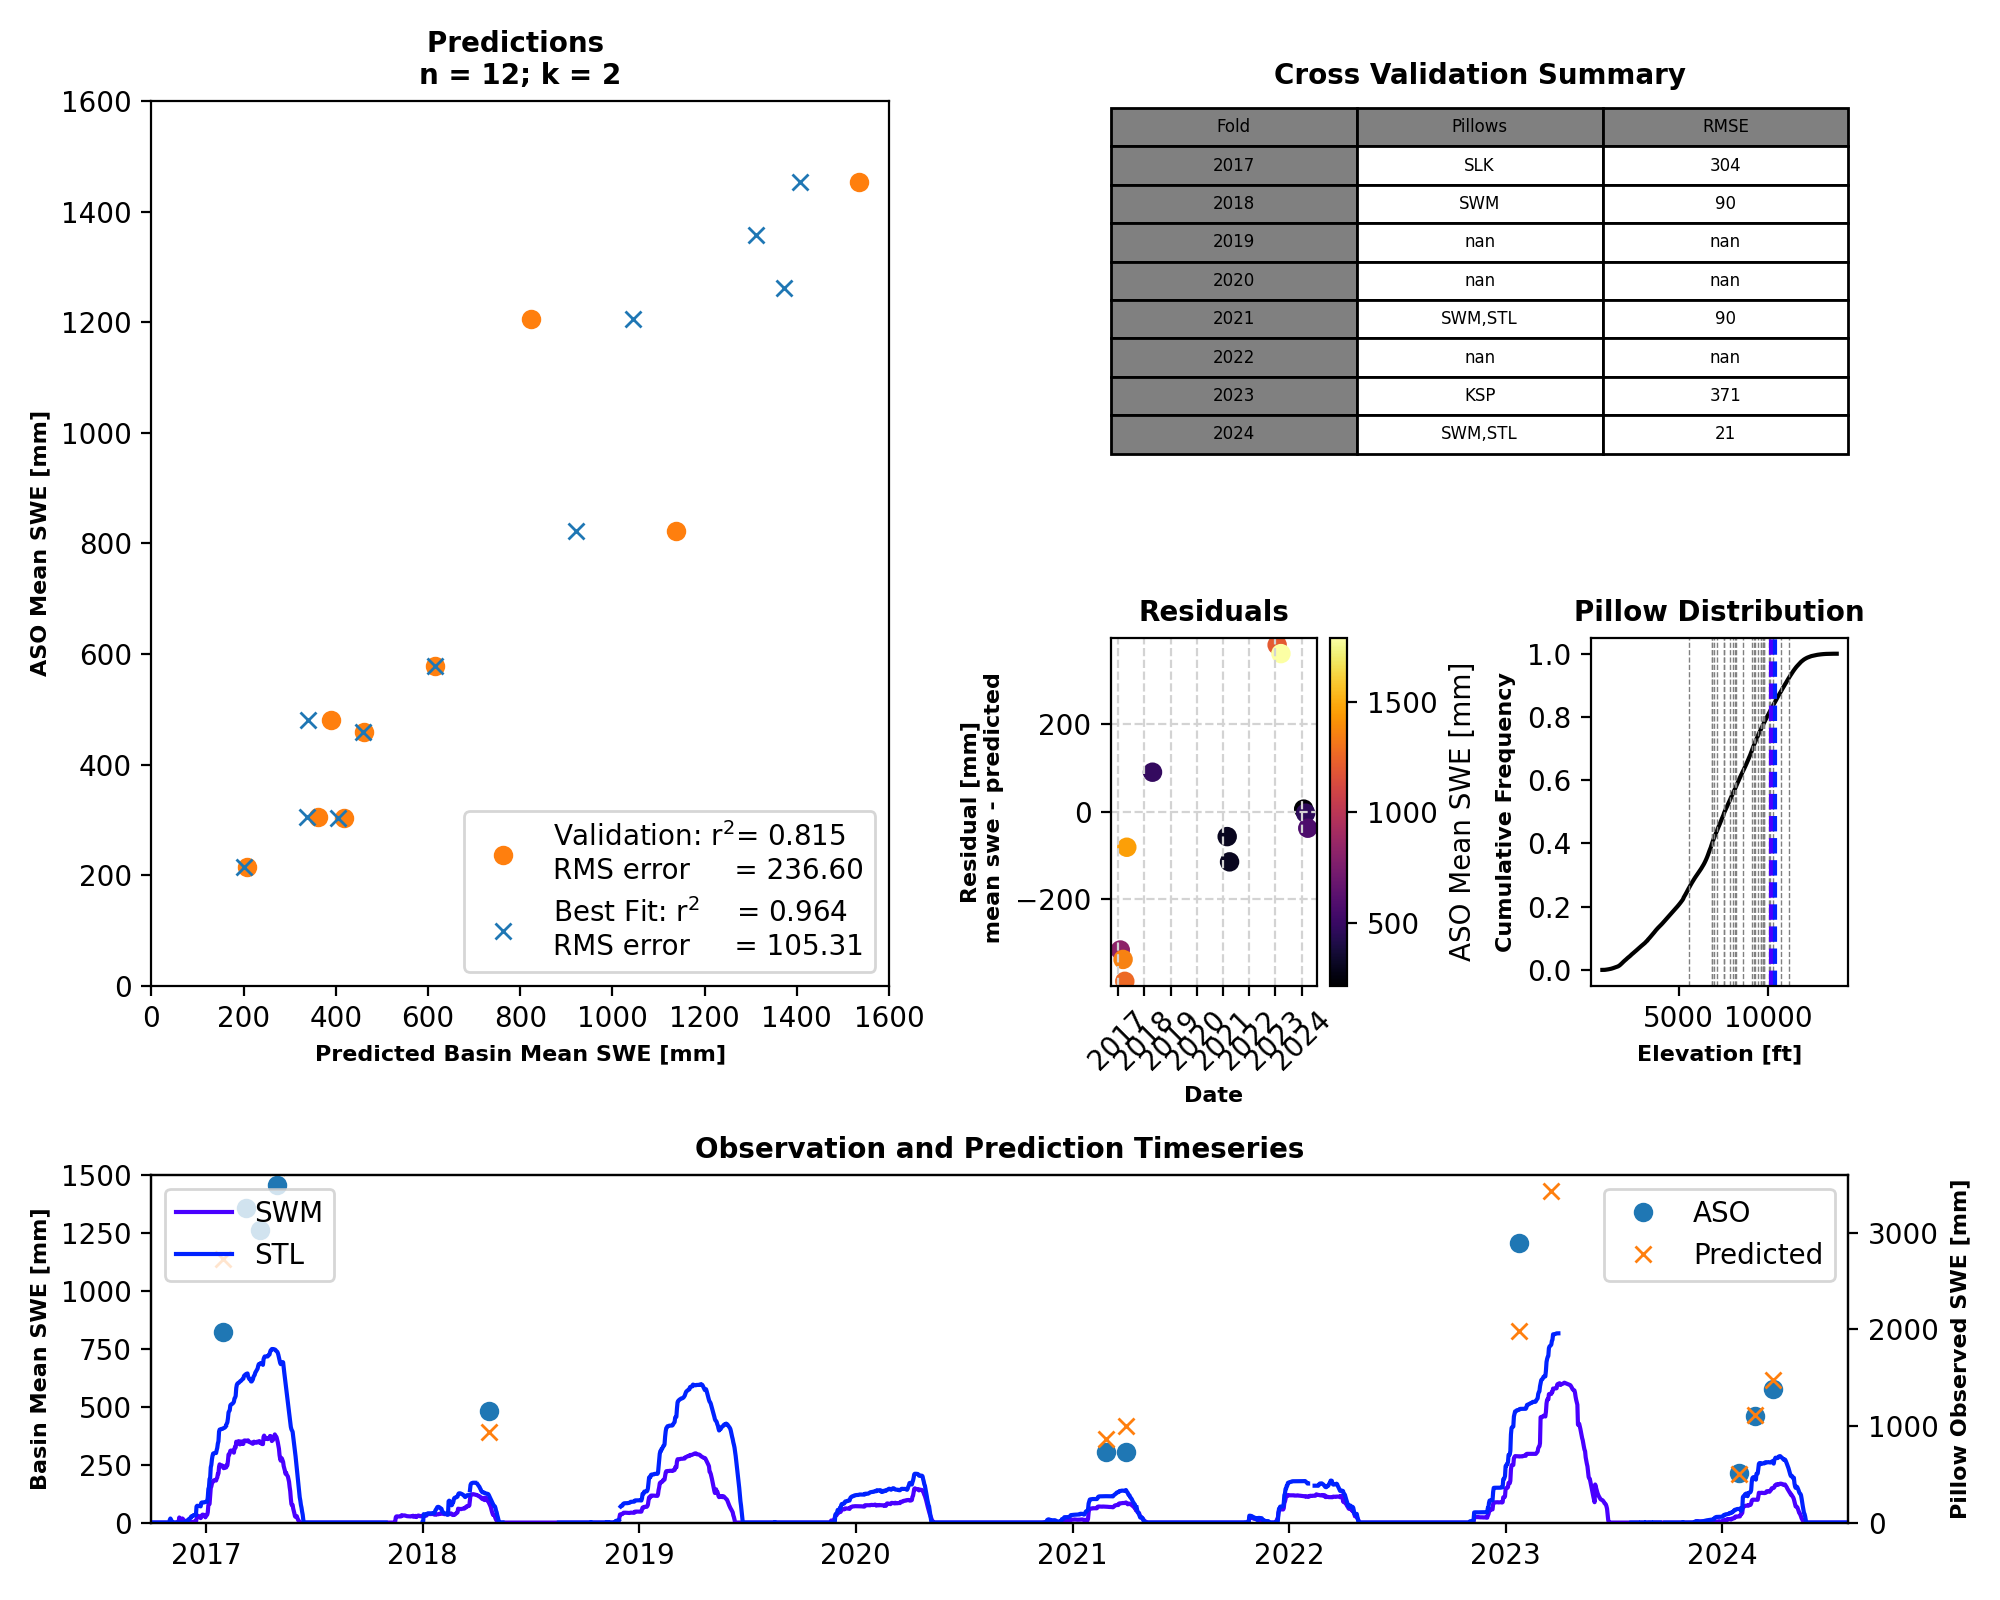 Predictions
n = 12; k = 2
1600
1400
1200
1000
800
600
400
200
0
ASO Mean SWE [mm]
0 200 400 600 800 1000 1200 1400 1600
Predicted Basin Mean SWE [mm]
Validation: r²= 0.815
RMS error = 236.60
Best Fit: r² = 0.964
RMS error = 105.31
Cross Validation Summary
Fold Pillows RMSE
2017 SLK 304
2018 SWM 90
2019 nan nan
2020 nan nan
2021 SWM,STL 90
2022 nan nan
2023 KSP 371
2024 SWM,STL 21
Residuals
200
0
−200
Residual [mm]
mean swe - predicted
2017 2018 2019 2020 2021 2022 2023 2024
Date
1500
1000
500
ASO Mean SWE [mm]
Pillow Distribution
1.0
0.8
0.6
0.4
0.2
0.0
Cumulative Frequency
5000 10000
Elevation [ft]
Observation and Prediction Timeseries
1500
1250
1000
750
500
250
0
Basin Mean SWE [mm]
SWM
STL
ASO
Predicted
3000
2000
1000
0
Pillow Observed SWE [mm]
2017 2018 2019 2020 2021 2022 2023 2024